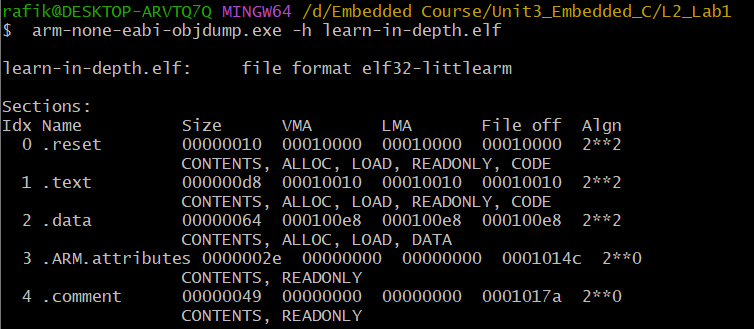 rafik@DESKTOP-ARVTQ7Q MINGW64 /d/Embedded Course/Unit3_Embedded_C/L2_Lab1
$ arm-none-eabi-objdump.exe -h learn-in-depth.elf
learn-in-depth.elf:     file format elf32-littlearm
Sections:
Idx Name          Size      VMA       LMA       File off  Algn
  0 .reset        00000010  00010000  00010000  00010000  2**2
                  CONTENTS, ALLOC, LOAD, READONLY, CODE
  1 .text         000000d8  00010010  00010010  00010010  2**2
                  CONTENTS, ALLOC, LOAD, READONLY, CODE
  2 .data         00000064  000100e8  000100e8  000100e8  2**2
                  CONTENTS, ALLOC, LOAD, DATA
  3 .ARM.attributes 0000002e  00000000  00000000  0001014c  2**0
                  CONTENTS, READONLY
  4 .comment      00000049  00000000  00000000  0001017a  2**0
                  CONTENTS, READONLY